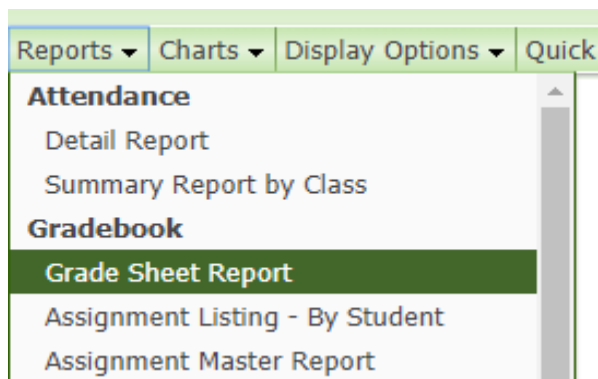 Reports Charts Display Options Quick
Attendance
Detail Report
Summary Report by Class
Gradebook
Grade Sheet Report
Assignment Listing - By Student
Assignment Master Report